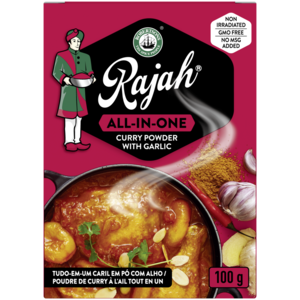 ROBERTSONS
NON
IRRADIATED
GMO FREE
NO MSG
ADDED
Rajah®
ALL-IN-ONE
CURRY POWDER
WITH GARLIC
TUDO-EM-UM CARIL EM PÓ COM ALHO /
POUDRE DE CURRY À L'AIL TOUT EN UN
100 g